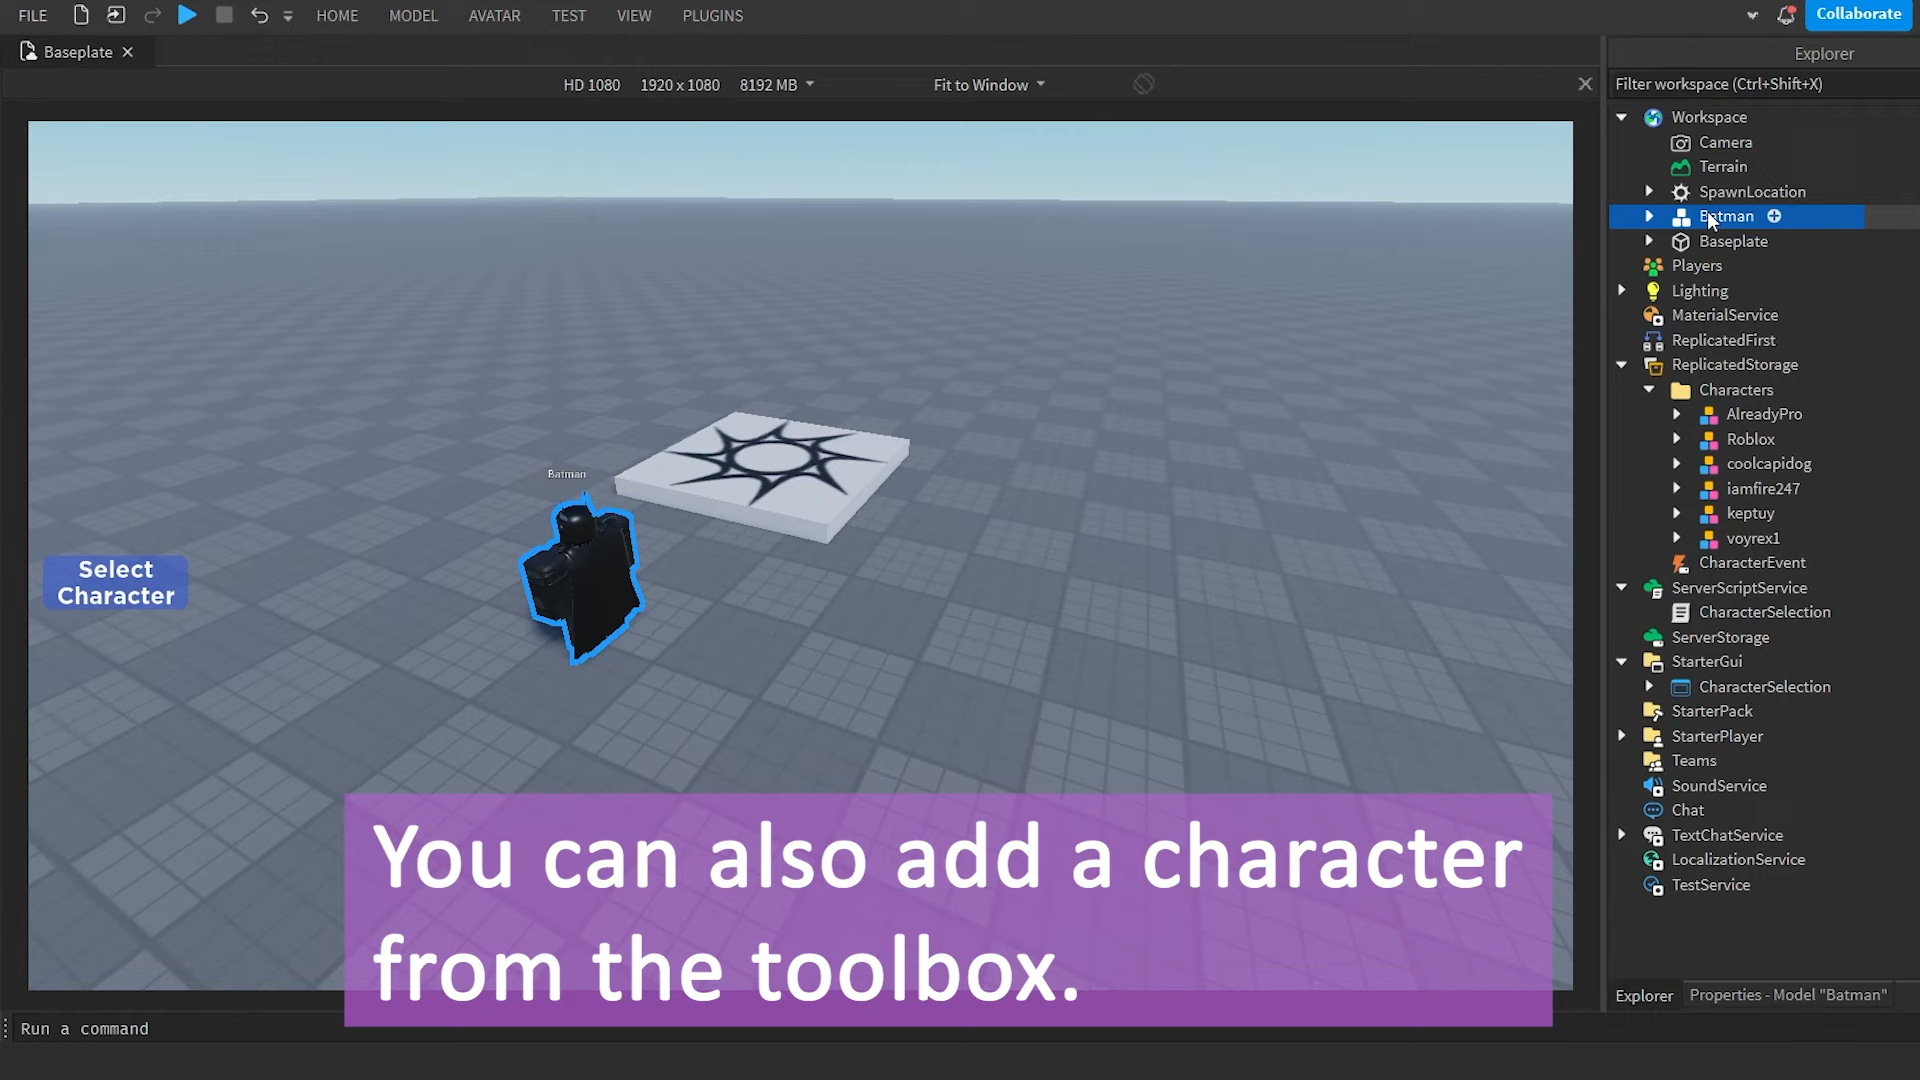 FILE HOME MODEL AVATAR TEST VIEW PLUGINS Collaborate
Baseplate
Explorer
HD 1080 1920 x 1080 8192 MB Fit to Window
Filter workspace (Ctrl+Shift+X)
Workspace
Camera
Terrain
SpawnLocation
Batman
Baseplate
Players
Lighting
MaterialService
ReplicatedFirst
ReplicatedStorage
Characters
AlreadyPro
Roblox
coolcapidog
iamfire247
keptuy
voyrex1
CharacterEvent
ServerScriptService
CharacterSelection
ServerStorage
StarterGui
CharacterSelection
StarterPack
StarterPlayer
Teams
SoundService
Chat
TextChatService
LocalizationService
TestService
Batman
Select
Character
You can also add a character
from the toolbox.
Explorer Properties - Model "Batman"
Run a command